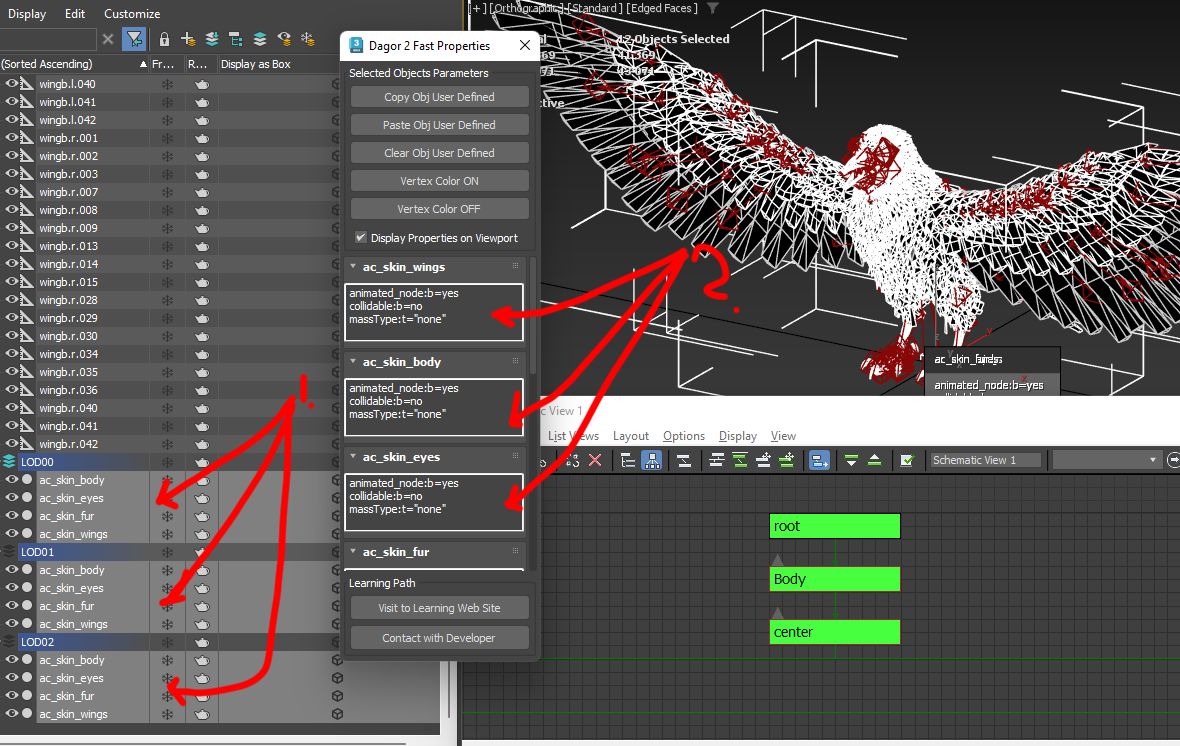 Display Edit Customize
(Sorted Ascending) Fr... R... Display as Box
wingb.l.040
wingb.l.041
wingb.l.042
wingb.r.001
wingb.r.002
wingb.r.003
wingb.r.007
wingb.r.008
wingb.r.009
wingb.r.013
wingb.r.014
wingb.r.015
wingb.r.028
wingb.r.029
wingb.r.030
wingb.r.034
wingb.r.035
wingb.r.036
wingb.r.040
wingb.r.041
wingb.r.042
LOD00
ac_skin_body
ac_skin_eyes
ac_skin_fur
ac_skin_wings
LOD01
ac_skin_body
ac_skin_eyes
ac_skin_fur
ac_skin_wings
LOD02
ac_skin_body
ac_skin_eyes
ac_skin_fur
ac_skin_wings
!
Dagor 2 Fast Properties
Selected Objects Parameters
Copy Obj User Defined
Paste Obj User Defined
Clear Obj User Defined
Vertex Color ON
Vertex Color OFF
Display Properties on Viewport
ac_skin_wings
animated_node:b=yes
collidable:b=no
massType:t="none"
ac_skin_body
animated_node:b=yes
collidable:b=no
massType:t="none"
ac_skin_eyes
animated_node:b=yes
collidable:b=no
massType:t="none"
ac_skin_fur
Learning Path
Visit to Learning Web Site
Contact with Developer
?
[+] [Orthographic] [Standard] [Edged Faces]
12 Objects Selected
animated_node:b=yes
View 1
List Views Layout Options Display View
Schematic View 1
root
Body
center